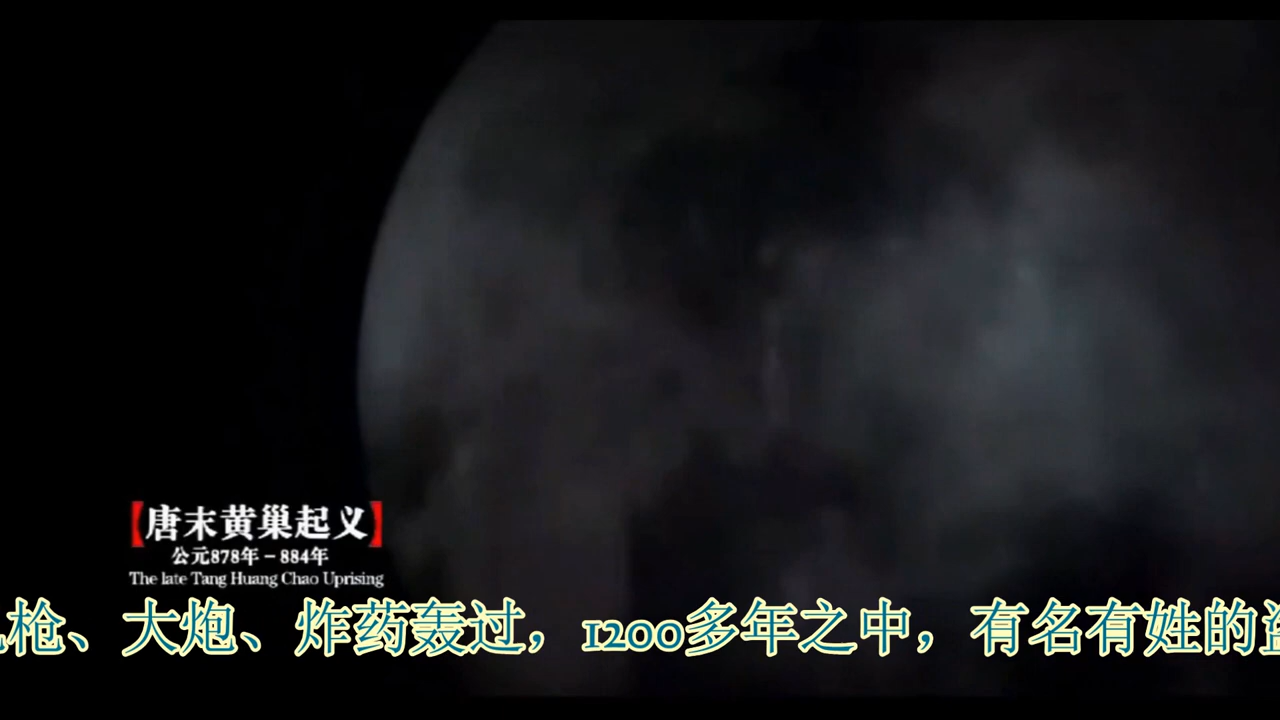 【唐末黄巢起义】
公元878年－884年
The late Tang Huang Chao Uprising
枪、大炮、炸药轰过，1200多年之中，有名有姓的